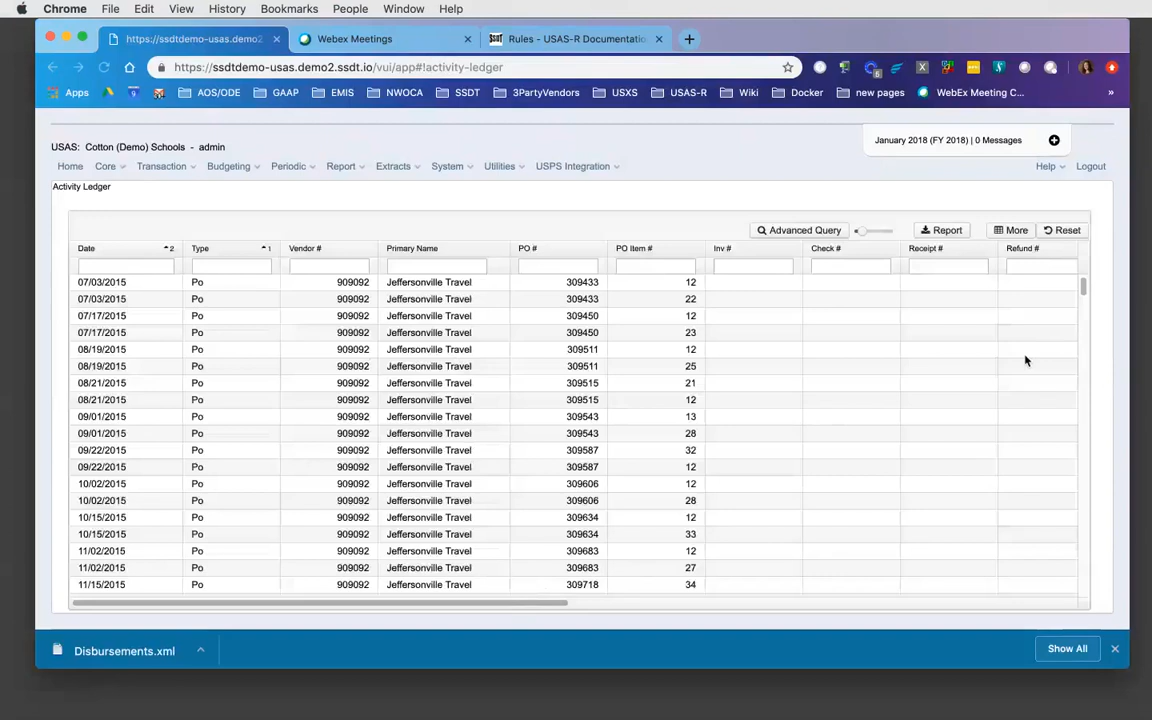 Chrome File Edit View History Bookmarks People Window Help
https://ssdtdemo-usas.demo2 Webex Meetings SSDT Rules - USAS-R Documentatio
https://ssdtdemo-usas.demo2.ssdt.io/vui/app#!activity-ledger
Apps 9 AOS/ODE GAAP EMIS NWOCA SSDT 3PartyVendors USXS USAS-R Wiki Docker new pages WebEx Meeting C... »
USAS: Cotton (Demo) Schools - admin
January 2018 (FY 2018) | 0 Messages
Home Core Transaction Budgeting Periodic Report Extracts System Utilities USPS Integration Help Logout
Activity Ledger
Advanced Query Report More Reset
Date 2 Type 1 Vendor # Primary Name PO # PO Item # Inv # Check # Receipt # Refund #
07/03/2015 Po 909092 Jeffersonville Travel 309433 12
07/03/2015 Po 909092 Jeffersonville Travel 309433 22
07/17/2015 Po 909092 Jeffersonville Travel 309450 12
07/17/2015 Po 909092 Jeffersonville Travel 309450 23
08/19/2015 Po 909092 Jeffersonville Travel 309511 12
08/19/2015 Po 909092 Jeffersonville Travel 309511 25
08/21/2015 Po 909092 Jeffersonville Travel 309515 21
08/21/2015 Po 909092 Jeffersonville Travel 309515 12
09/01/2015 Po 909092 Jeffersonville Travel 309543 13
09/01/2015 Po 909092 Jeffersonville Travel 309543 28
09/22/2015 Po 909092 Jeffersonville Travel 309587 32
09/22/2015 Po 909092 Jeffersonville Travel 309587 12
10/02/2015 Po 909092 Jeffersonville Travel 309606 12
10/02/2015 Po 909092 Jeffersonville Travel 309606 28
10/15/2015 Po 909092 Jeffersonville Travel 309634 12
10/15/2015 Po 909092 Jeffersonville Travel 309634 33
11/02/2015 Po 909092 Jeffersonville Travel 309683 12
11/02/2015 Po 909092 Jeffersonville Travel 309683 27
11/15/2015 Po 909092 Jeffersonville Travel 309718 34
Disbursements.xml Show All